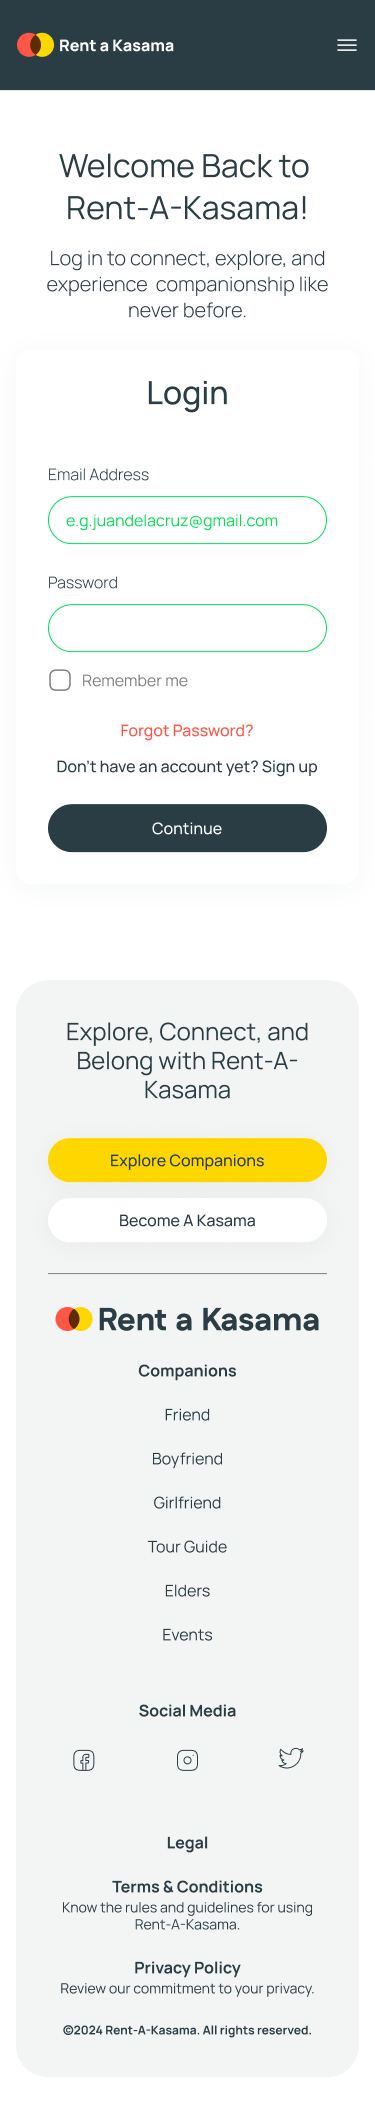 Rent a Kasama
Welcome Back to
Rent-A-Kasama!
Log in to connect, explore, and
experience companionship like
never before.
Login
Email Address
e.g.juandelacruz@gmail.com
Password
Remember me
Forgot Password?
Don't have an account yet? Sign up
Continue
Explore, Connect, and
Belong with Rent-A-
Kasama
Explore Companions
Become A Kasama
Rent a Kasama
Companions
Friend
Boyfriend
Girlfriend
Tour Guide
Elders
Events
Social Media
Legal
Terms & Conditions
Know the rules and guidelines for using
Rent-A-Kasama.
Privacy Policy
Review our commitment to your privacy.
©2024 Rent-A-Kasama. All rights reserved.